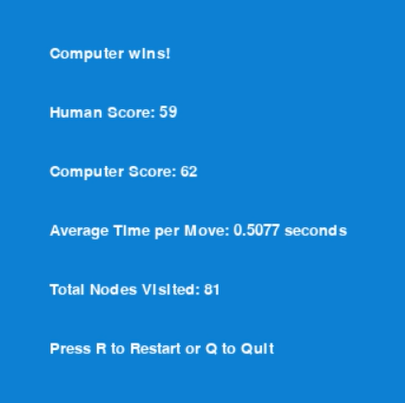 Computer wins!
Human Score: 59
Computer Score: 62
Average Time per Move: 0.5077 seconds
Total Nodes Visited: 81
Press R to Restart or Q to Quit